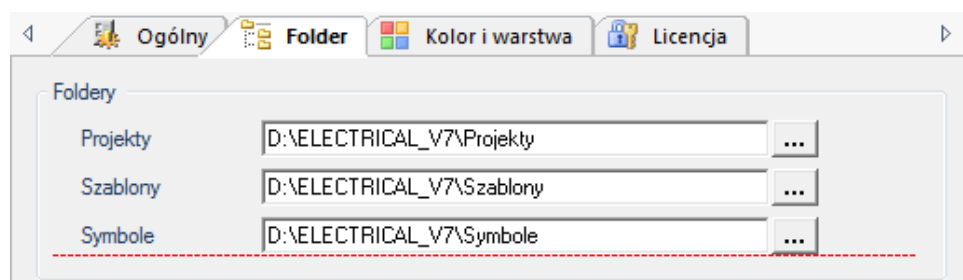 Ogólny Folder Kolor i warstwa Licencja
Foldery
Projekty D:\ELECTRICAL_V7\Projekty ...
Szablony D:\ELECTRICAL_V7\Szablony ...
Symbole D:\ELECTRICAL_V7\Symbole ...